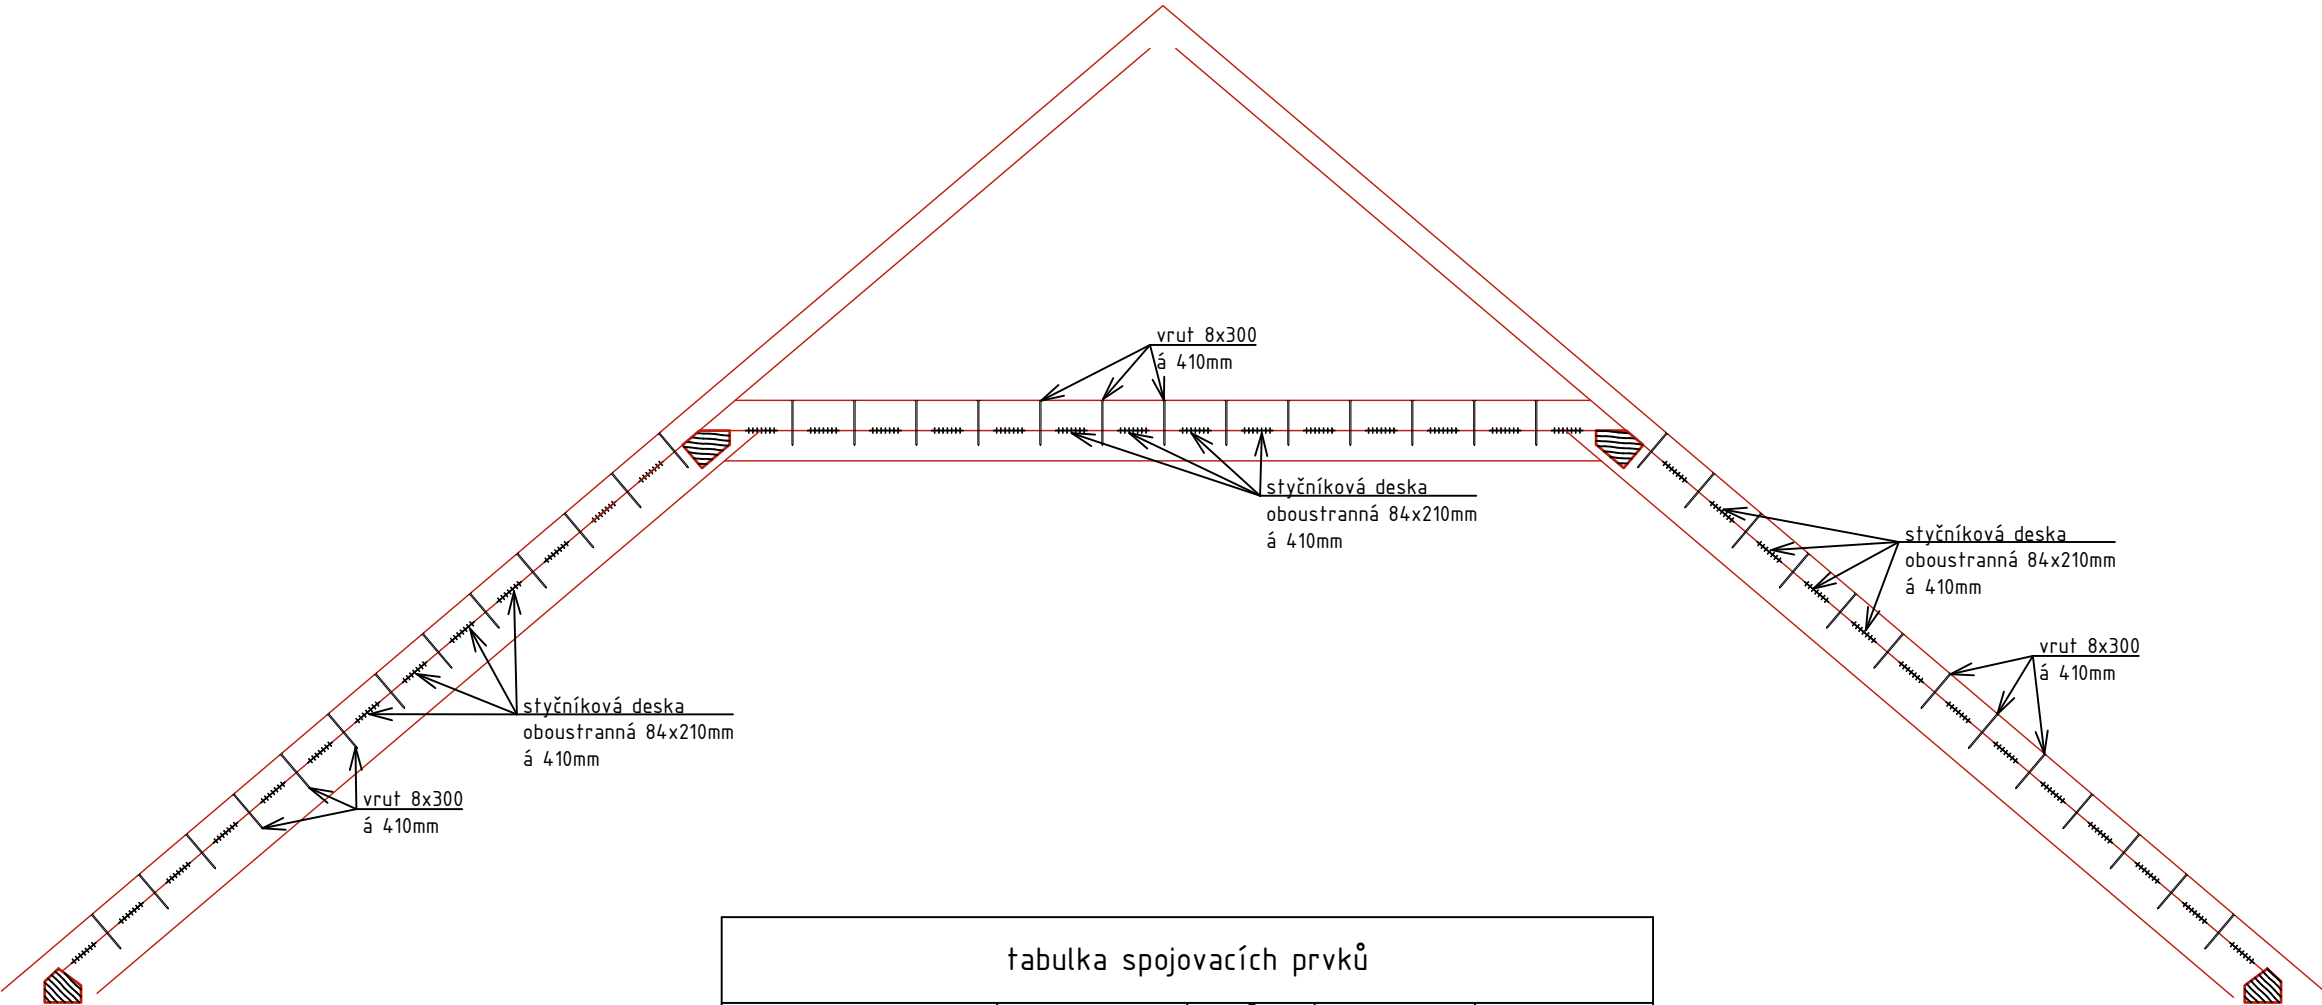 vrut 8x300
á 410mm
styčníková deska
oboustranná 84x210mm
á 410mm
styčníková deska
oboustranná 84x210mm
á 410mm
vrut 8x300
á 410mm
styčníková deska
oboustranná 84x210mm
á 410mm
vrut 8x300
á 410mm
tabulka spojovacích prvků